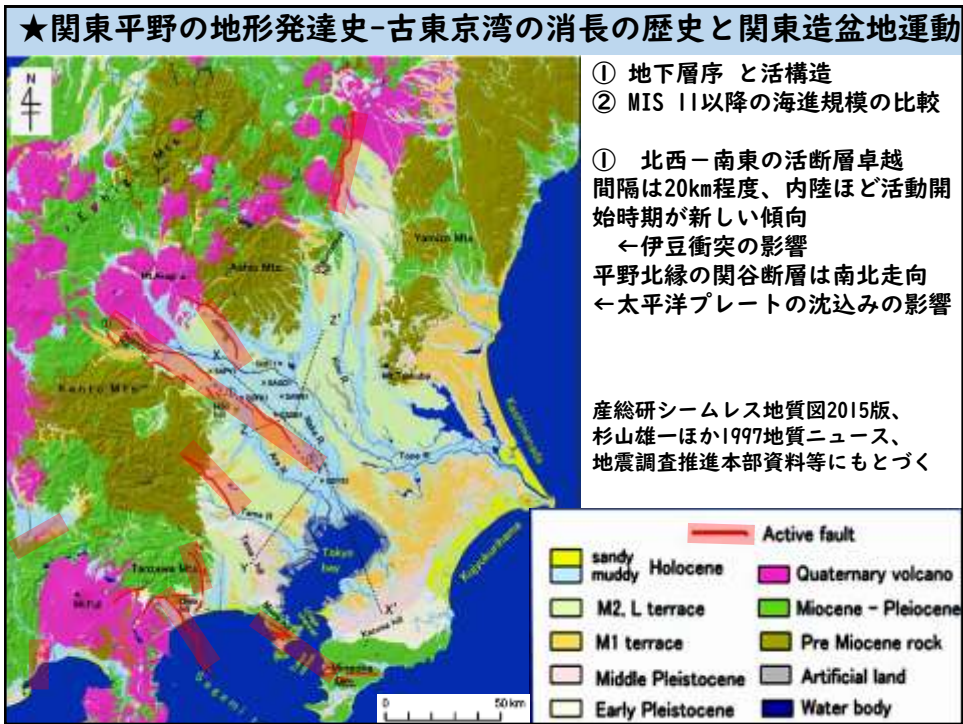 ★関東平野の地形発達史-古東京湾の消長の歴史と関東造盆地運動
① 地下層序 と活構造
② MIS 11以降の海進規模の比較
① 北西－南東の活断層卓越
間隔は20km程度、内陸ほど活動開
始時期が新しい傾向
←伊豆衝突の影響
平野北縁の関谷断層は南北走向
←太平洋プレートの沈込みの影響
産総研シームレス地質図2015版、
杉山雄一ほか1997地質ニュース、
地震調査推進本部資料等にもとづく
N
Yamizo Mts.
Ashio Mts.
Mt. Akagi
Z'
X
Mt. Tsukuba
Kanto Mts.
Z
Tone R.
Ara R.
Tama R.
Kashimanada
Kujyukurihama
Tokyo
bay
Y
X'
Kazusa hill
Tanzawa Mts.
Mt. Fuji
0 50 km
Active fault
sandy
muddy
Holocene
M2, L terrace
M1 terrace
Middle Pleistocene
Early Pleistocene
Quaternary volcano
Miocene - Pleiocene
Pre Miocene rock
Artificial land
Water body